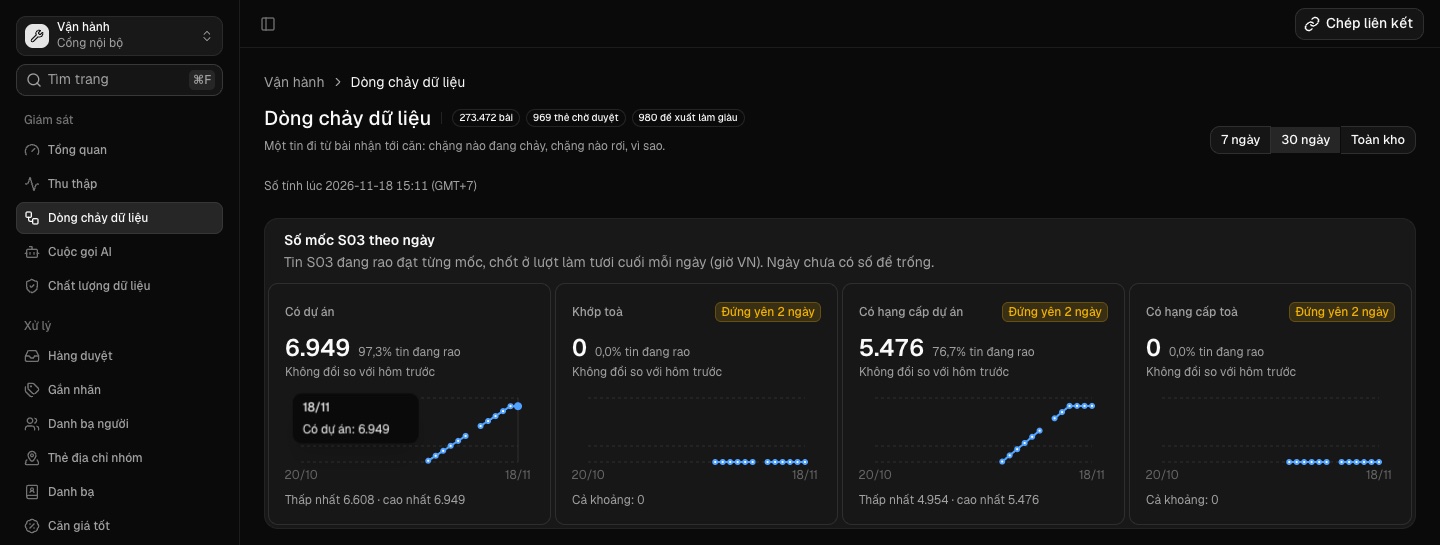 Vận hành
Cổng nội bộ
Tìm trang
⌘F
Giám sát
Tổng quan
Thu thập
Dòng chảy dữ liệu
Cuộc gọi AI
Chất lượng dữ liệu
Xử lý
Hàng duyệt
Gắn nhãn
Danh bạ người
Thẻ địa chỉ nhóm
Danh bạ
Căn giá tốt
Chép liên kết
Vận hành > Dòng chảy dữ liệu
Dòng chảy dữ liệu
273.472 bài
969 thẻ chờ duyệt
980 đề xuất làm giàu
Một tin đi từ bài nhận tới căn: chặng nào đang chảy, chặng nào rơi, vì sao.
7 ngày
30 ngày
Toàn kho
Số tính lúc 2026-11-18 15:11 (GMT+7)
Số mốc S03 theo ngày
Tin S03 đang rao đạt từng mốc, chốt ở lượt làm tươi cuối mỗi ngày (giờ VN). Ngày chưa có số để trống.
Có dự án
6.949 97,3% tin đang rao
Không đổi so với hôm trước
18/11
Có dự án: 6.949
20/10 18/11
Thấp nhất 6.608 · cao nhất 6.949
Khớp toà
Đứng yên 2 ngày
0 0,0% tin đang rao
Không đổi so với hôm trước
20/10 18/11
Cả khoảng: 0
Có hạng cấp dự án
Đứng yên 2 ngày
5.476 76,7% tin đang rao
Không đổi so với hôm trước
20/10 18/11
Thấp nhất 4.954 · cao nhất 5.476
Có hạng cấp toà
Đứng yên 2 ngày
0 0,0% tin đang rao
Không đổi so với hôm trước
20/10 18/11
Cả khoảng: 0